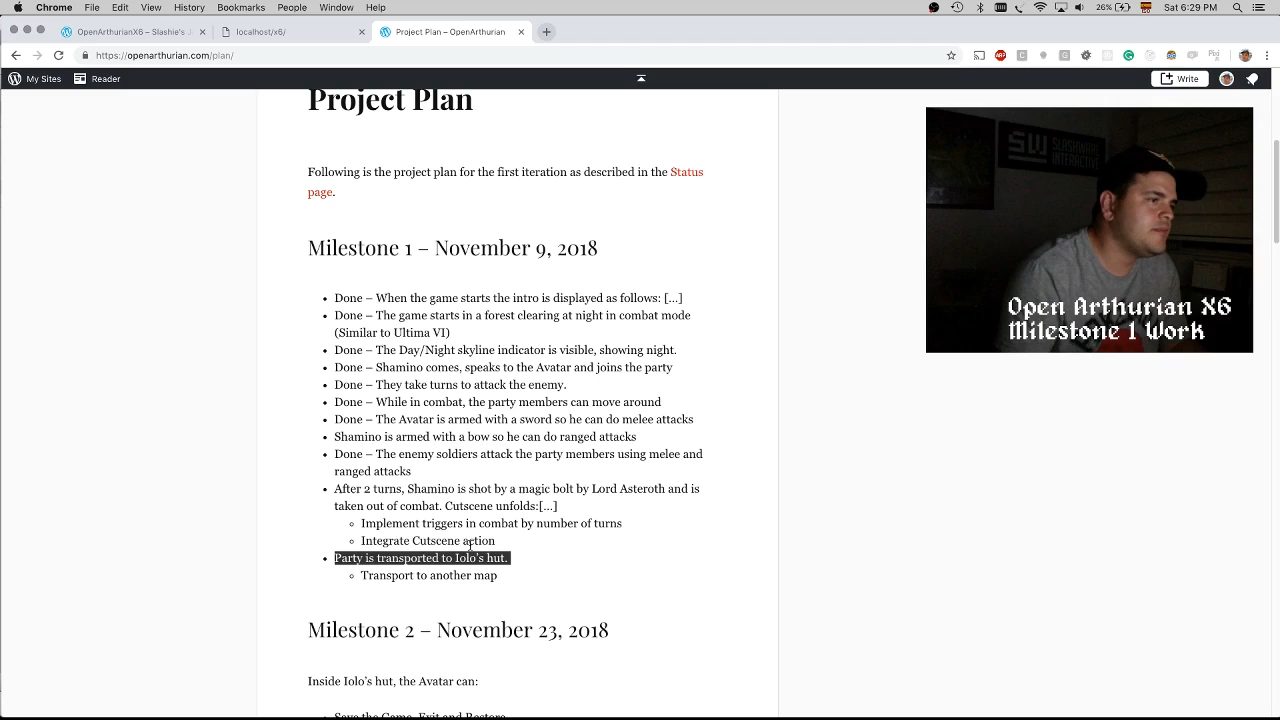 Chrome File Edit View History Bookmarks People Window Help
26% Sat 6:29 PM
OpenArthurianX6 – Slashie's J
localhost/x6/
Project Plan – OpenArthurian
https://openarthurian.com/plan/
My Sites Reader Write
Project Plan
Following is the project plan for the first iteration as described in the Status
page.
Milestone 1 – November 9, 2018
• Done – When the game starts the intro is displayed as follows: […]
• Done – The game starts in a forest clearing at night in combat mode
(Similar to Ultima VI)
• Done – The Day/Night skyline indicator is visible, showing night.
• Done – Shamino comes, speaks to the Avatar and joins the party
• Done – They take turns to attack the enemy.
• Done – While in combat, the party members can move around
• Done – The Avatar is armed with a sword so he can do melee attacks
• Shamino is armed with a bow so he can do ranged attacks
• Done – The enemy soldiers attack the party members using melee and
ranged attacks
• After 2 turns, Shamino is shot by a magic bolt by Lord Asteroth and is
taken out of combat. Cutscene unfolds:[…]
◦ Implement triggers in combat by number of turns
◦ Integrate Cutscene action
• Party is transported to Iolo's hut.
◦ Transport to another map
Milestone 2 – November 23, 2018
Inside Iolo's hut, the Avatar can:
• Save the Game, Exit and Restore
SW SLASHWARE
INTERACTIVE
Open Arthurian X6
Milestone 1 Work